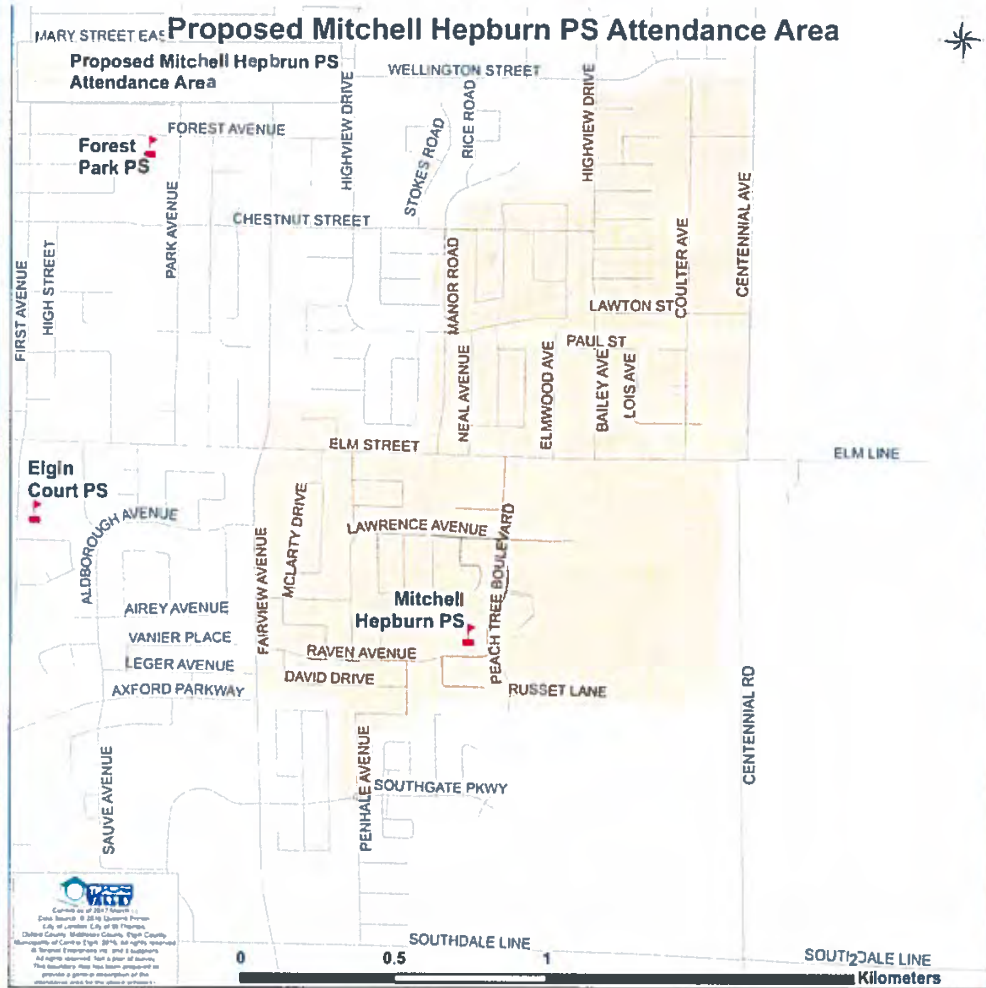 Proposed Mitchell Hepburn PS Attendance Area
MARY STREET EAS
Proposed Mitchell Hepbrun PS
Attendance Area
WELLINGTON STREET
HIGHVIEW DRIVE
RICE ROAD
HIGHVIEW DRIVE
FOREST AVENUE
Forest
Park PS
STOKES ROAD
PARK AVENUE
CHESTNUT STREET
CENTENNIAL AVE
COULTER AVE
MANOR ROAD
HIGH STREET
FIRST AVENUE
LAWTON ST
PAUL ST
NEAL AVENUE
ELMWOOD AVE
BAILEY AVE
LOIS AVE
ELM STREET
ELM LINE
Elgin
Court PS
ALDBOROUGH AVENUE
MCLARTY DRIVE
LAWRENCE AVENUE
PEACH TREE BOULEVARD
FAIRVIEW AVENUE
Mitchell
Hepburn PS
AIREY AVENUE
VANIER PLACE
RAVEN AVENUE
LEGER AVENUE
DAVID DRIVE
AXFORD PARKWAY
RUSSET LANE
CENTENNIAL RD
SAUVE AVENUE
PENHALE AVENUE
SOUTHGATE PKWY
SOUTHDALE LINE
SOUTHDALE LINE
0 0.5 1 2
Kilometers